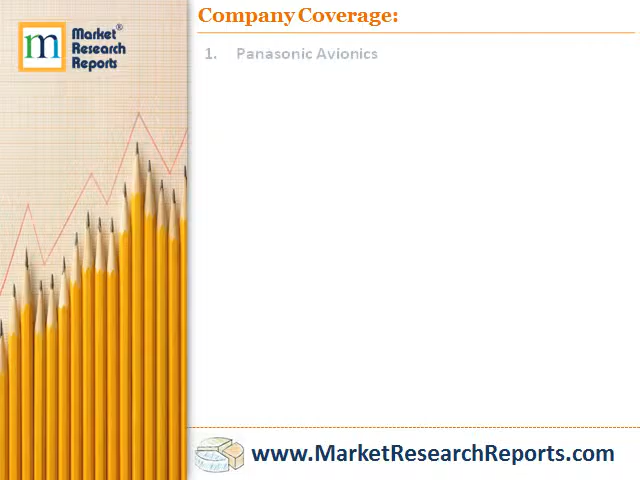 Company Coverage:
m Market®
Research
Reports
1. Panasonic Avionics
www.MarketResearchReports.com